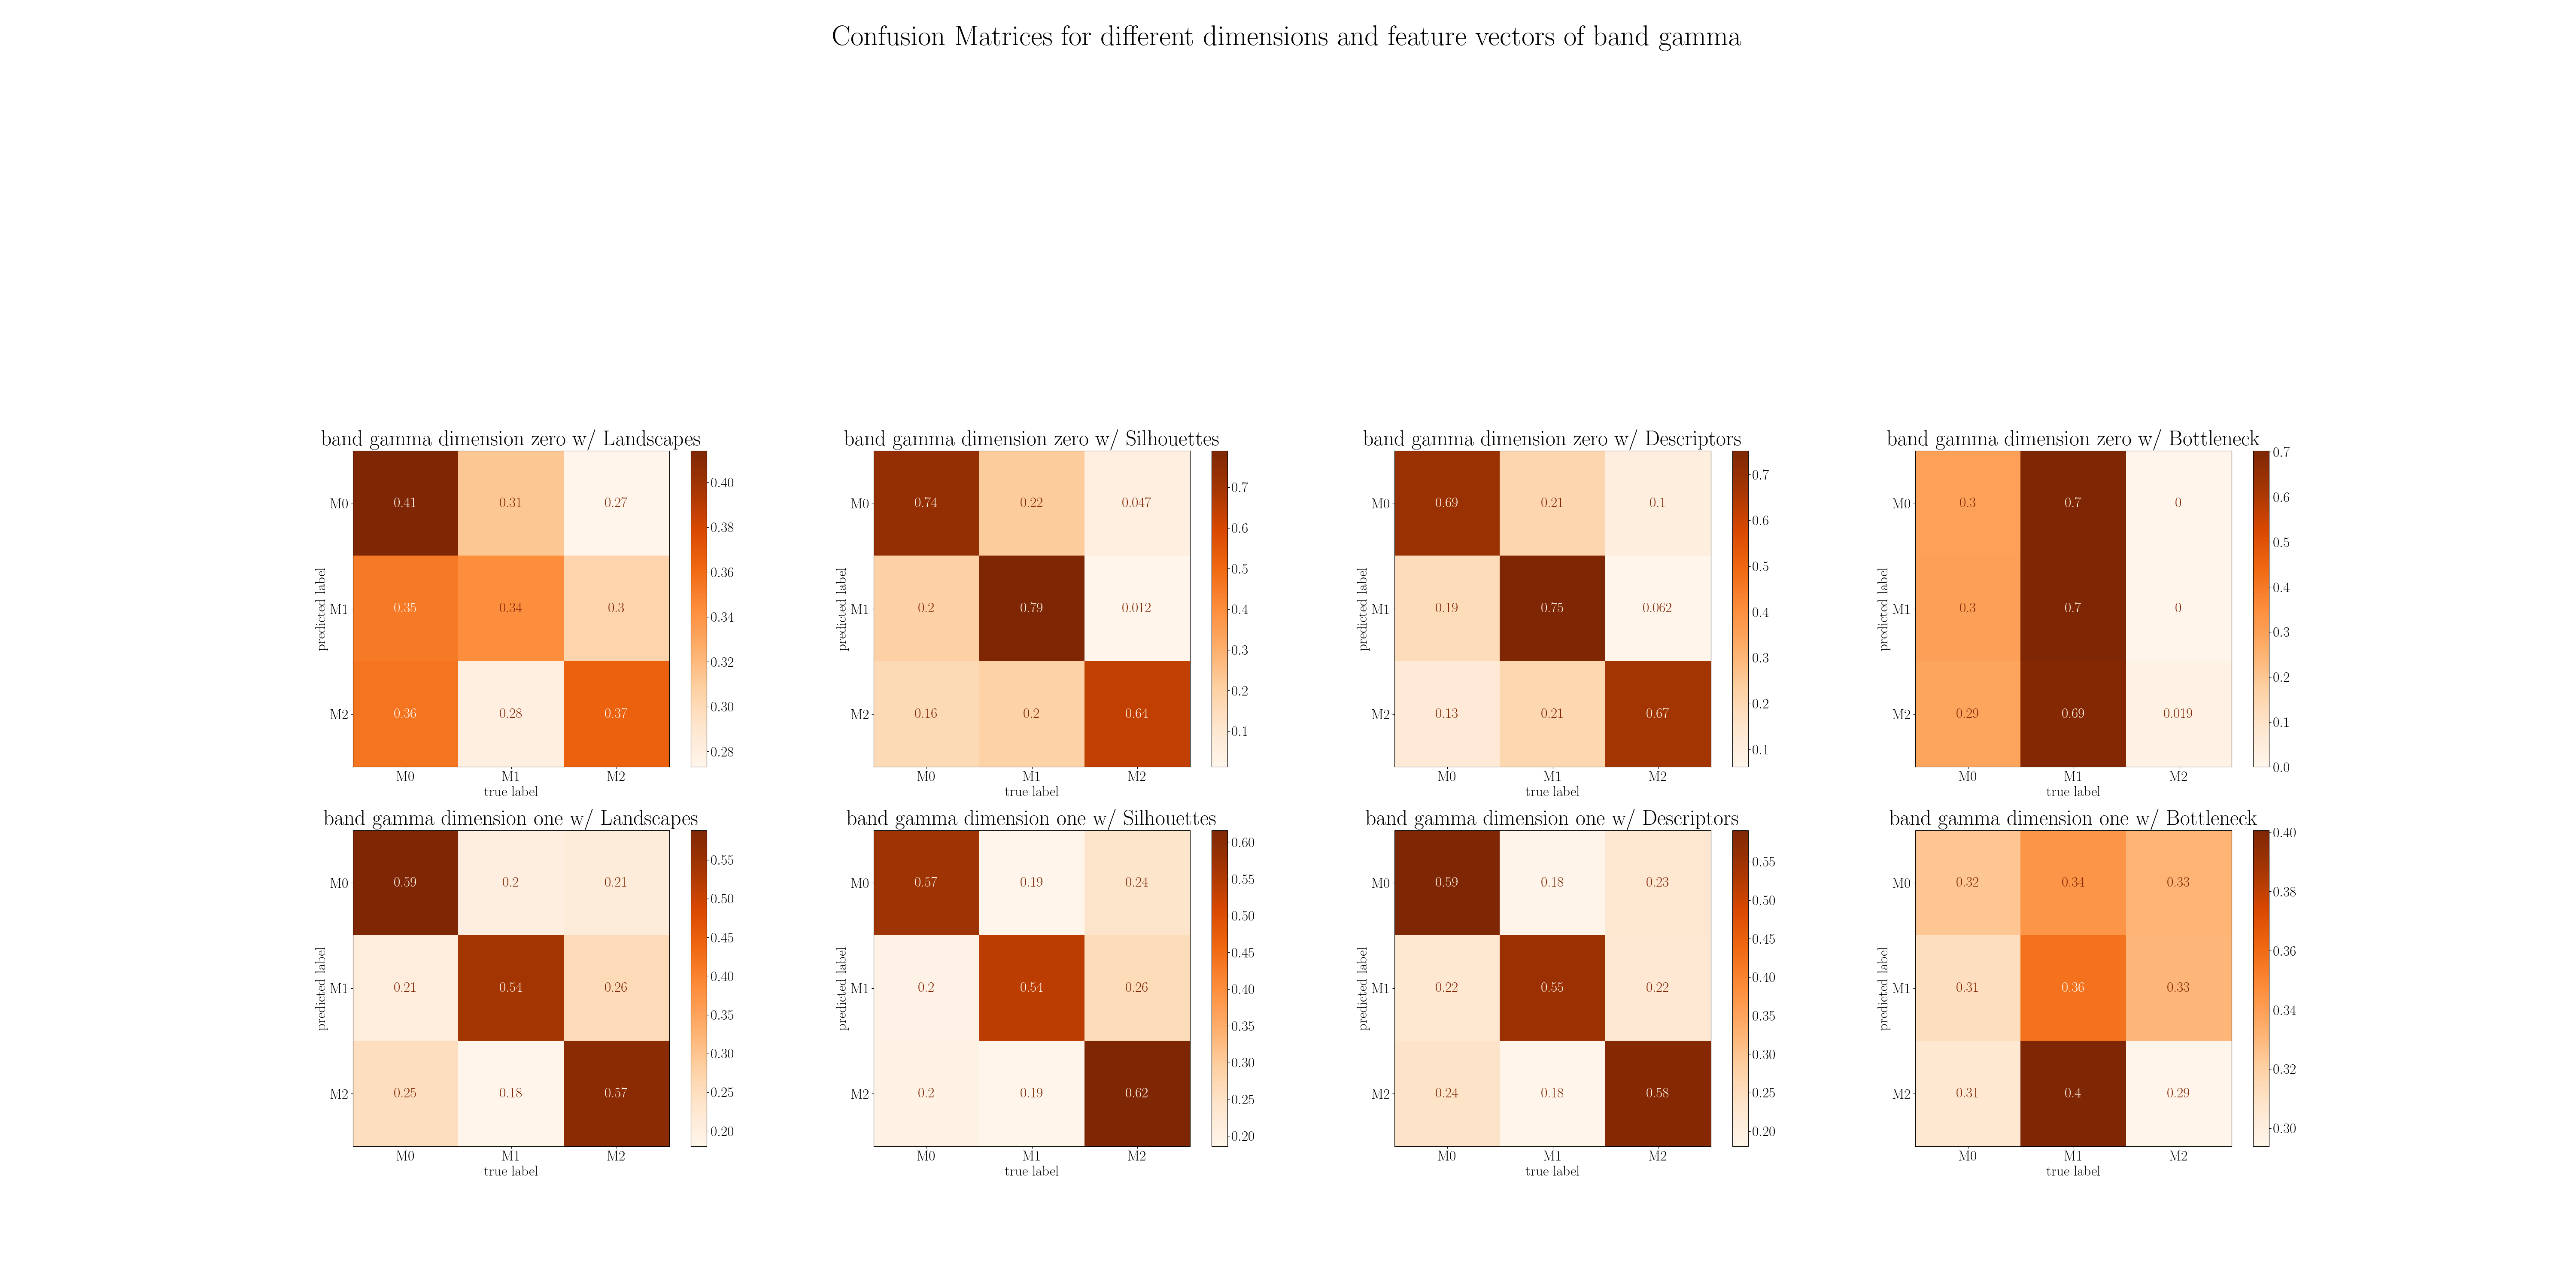 Confusion Matrices for different dimensions and feature vectors of band gamma
band gamma dimension zero w/ Landscapes
predicted label
M0 0.41 0.31 0.27
M1 0.35 0.34 0.3
M2 0.36 0.28 0.37
M0 M1 M2
true label
0.40
0.38
0.36
0.34
0.32
0.30
0.28
band gamma dimension zero w/ Silhouettes
predicted label
M0 0.74 0.22 0.047
M1 0.2 0.79 0.012
M2 0.16 0.2 0.64
M0 M1 M2
true label
0.7
0.6
0.5
0.4
0.3
0.2
0.1
band gamma dimension zero w/ Descriptors
predicted label
M0 0.69 0.21 0.1
M1 0.19 0.75 0.062
M2 0.13 0.21 0.67
M0 M1 M2
true label
0.7
0.6
0.5
0.4
0.3
0.2
0.1
band gamma dimension zero w/ Bottleneck
predicted label
M0 0.3 0.7 0
M1 0.3 0.7 0
M2 0.29 0.69 0.019
M0 M1 M2
true label
0.7
0.6
0.5
0.4
0.3
0.2
0.1
0.0
band gamma dimension one w/ Landscapes
predicted label
M0 0.59 0.2 0.21
M1 0.21 0.54 0.26
M2 0.25 0.18 0.57
M0 M1 M2
true label
0.55
0.50
0.45
0.40
0.35
0.30
0.25
0.20
band gamma dimension one w/ Silhouettes
predicted label
M0 0.57 0.19 0.24
M1 0.2 0.54 0.26
M2 0.2 0.19 0.62
M0 M1 M2
true label
0.60
0.55
0.50
0.45
0.40
0.35
0.30
0.25
0.20
band gamma dimension one w/ Descriptors
predicted label
M0 0.59 0.18 0.23
M1 0.22 0.55 0.22
M2 0.24 0.18 0.58
M0 M1 M2
true label
0.55
0.50
0.45
0.40
0.35
0.30
0.25
0.20
band gamma dimension one w/ Bottleneck
predicted label
M0 0.32 0.34 0.33
M1 0.31 0.36 0.33
M2 0.31 0.4 0.29
M0 M1 M2
true label
0.40
0.38
0.36
0.34
0.32
0.30